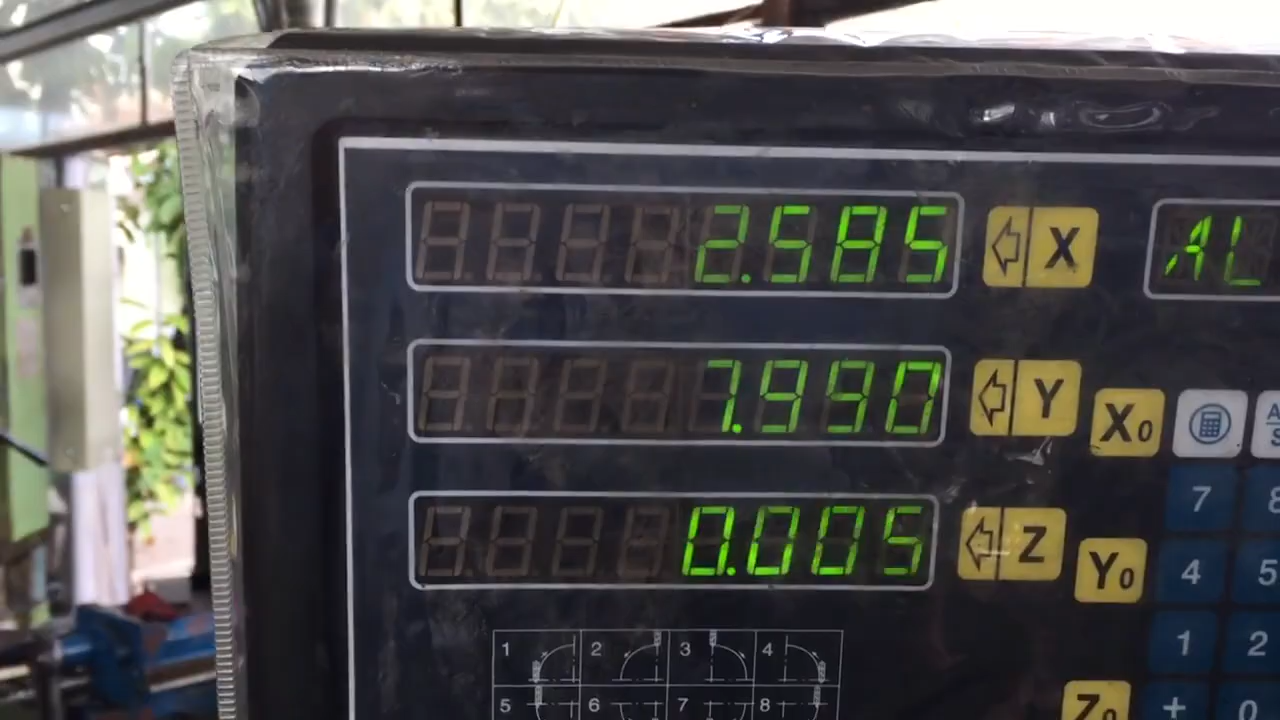 2.585 X AL
7.990 Y
X₀
7 8
0.005 Z
Y₀
4 5
1 2 3 4
1 2
5 6 7 8
Z₀ + 0